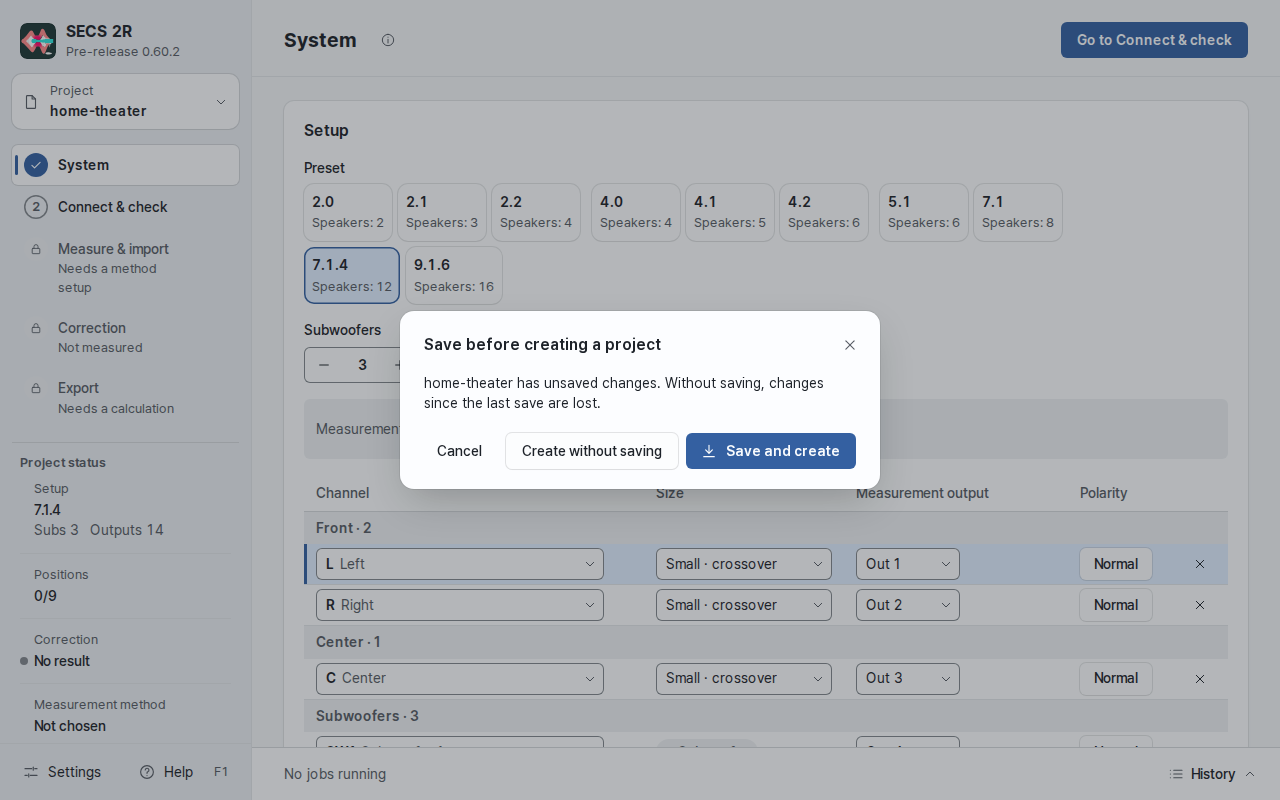 SECS 2R
Pre-release 0.60.2
Project
home-theater
System
2 Connect & check
Measure & import
Needs a method
setup
Correction
Not measured
Export
Needs a calculation
Project status
Setup
7.1.4
Subs 3 Outputs 14
Positions
0/9
Correction
No result
Measurement method
Not chosen
Settings
Help F1
System
Go to Connect & check
Setup
Preset
2.0
Speakers: 2
2.1
Speakers: 3
2.2
Speakers: 4
4.0
Speakers: 4
4.1
Speakers: 5
4.2
Speakers: 6
5.1
Speakers: 6
7.1
Speakers: 8
7.1.4
Speakers: 12
9.1.6
Speakers: 16
Subwoofers
3
Measurement
Save before creating a project
home-theater has unsaved changes. Without saving, changes
since the last save are lost.
Cancel
Create without saving
Save and create
Channel Size Measurement output Polarity
Front · 2
L Left Small · crossover Out 1 Normal
R Right Small · crossover Out 2 Normal
Center · 1
C Center Small · crossover Out 3 Normal
Subwoofers · 3
No jobs running
History